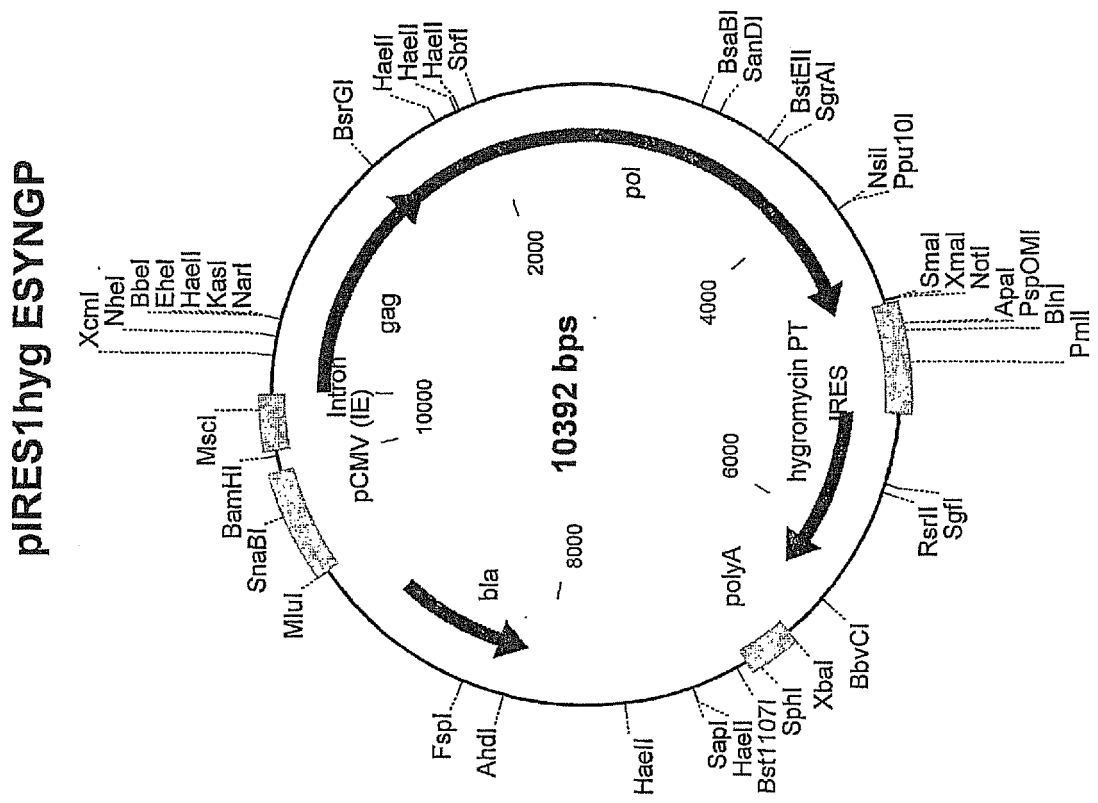 pIRES1hyg ESYNGP
XcmI
NheI
BbeI
EheI
HaeII
KasI
NarI
BsrGI
HaeII
HaeII
HaeII
SbfI
BsaBI
SanDI
BstEII
SgrAI
NsiI
Ppu10I
SmaI
XmaI
NotI
ApaI
PspOMI
BlnI
PmlI
RsrII
SgfI
BbvCI
XbaI
SphI
Bst1107I
HaeII
SapI
HaeII
AhdI
FspI
MluI
SnaBI
BamHI
MscI
Intron
pCMV (IE)
gag
pol
IRES
hygromycin PT
polyA
bla
2000
4000
6000
8000
10000
10392 bps